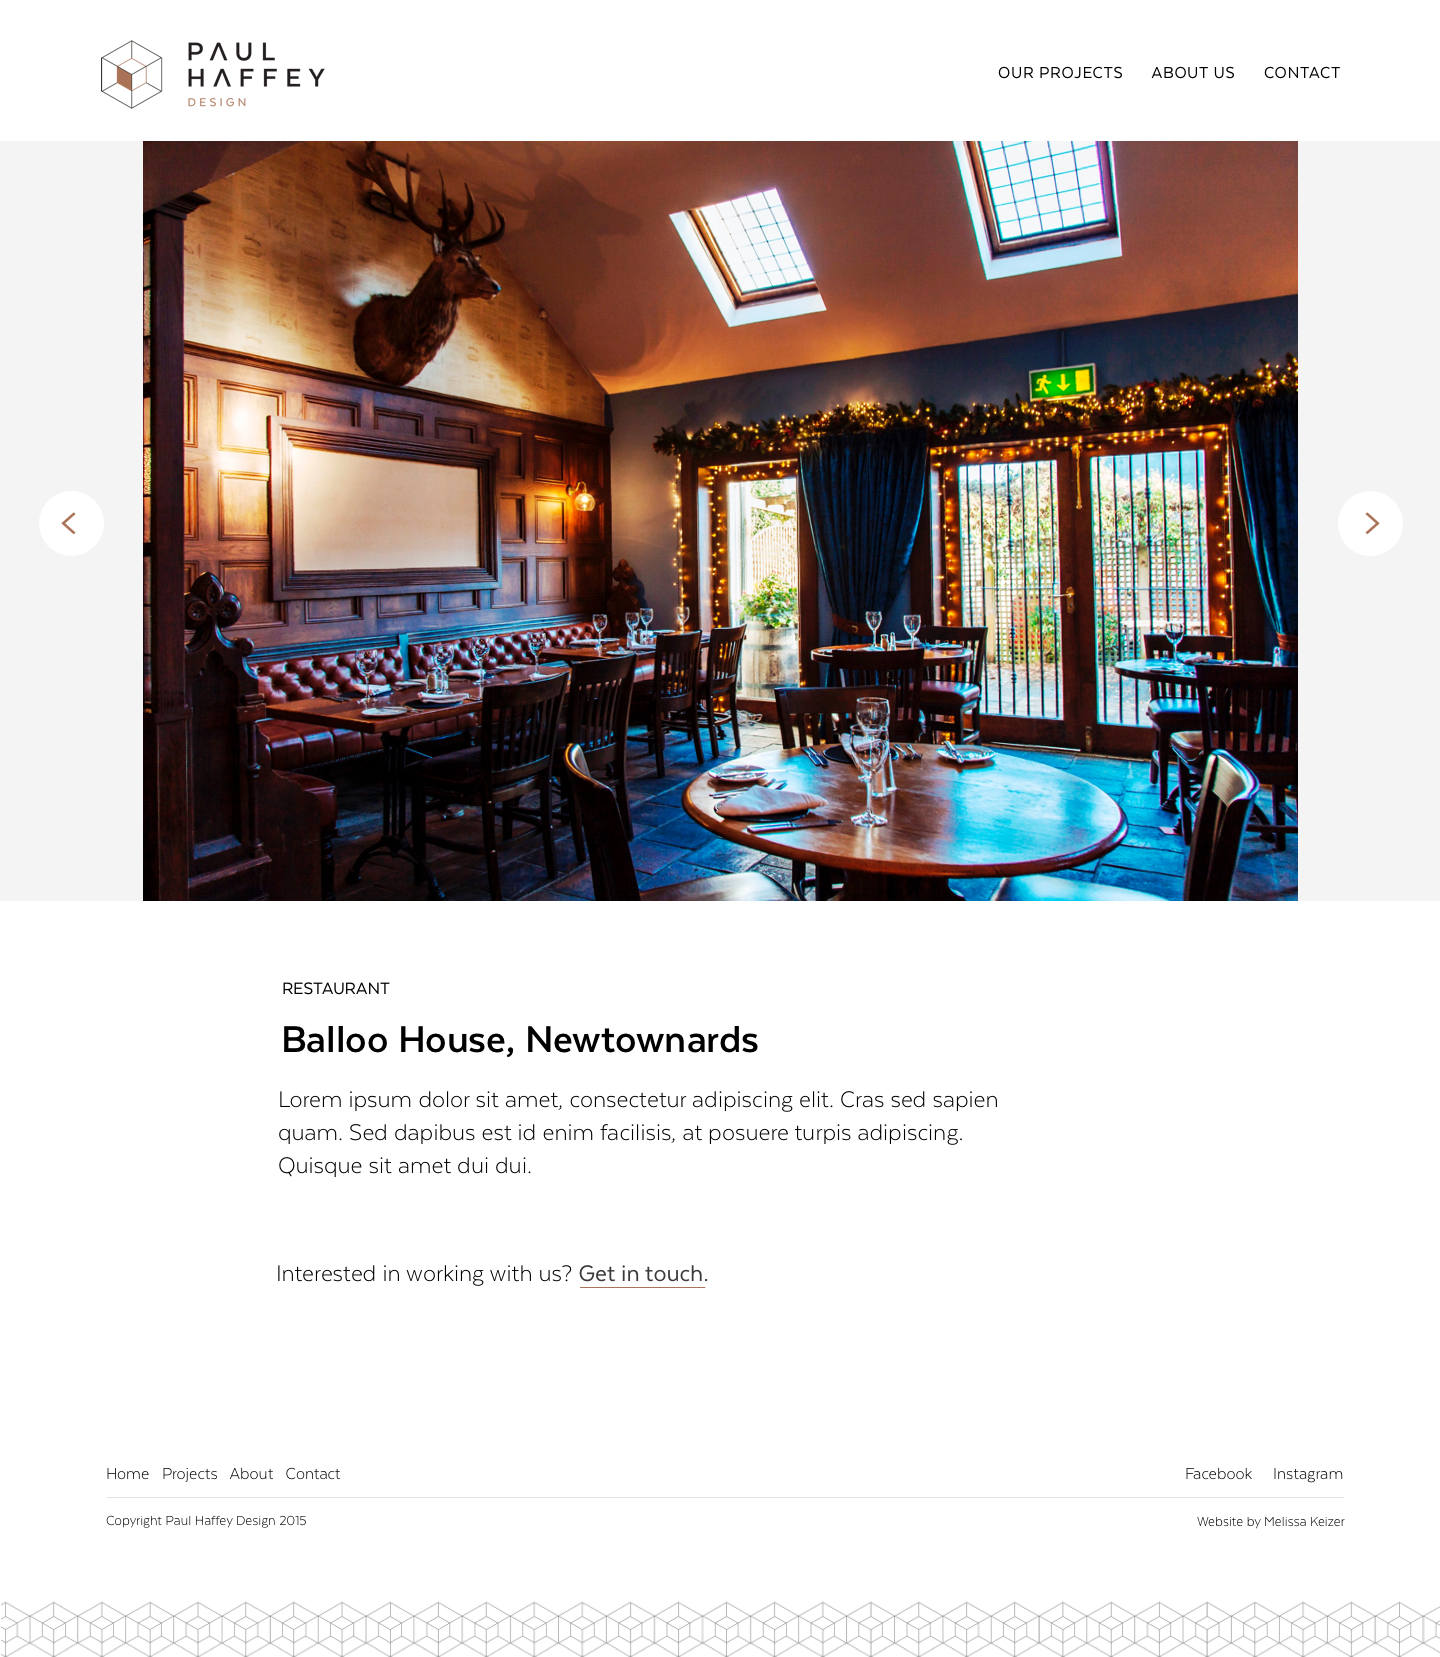 PAUL
HAFFEY
DESIGN
OUR PROJECTS ABOUT US CONTACT
RESTAURANT
Balloo House, Newtownards
Lorem ipsum dolor sit amet, consectetur adipiscing elit. Cras sed sapien
quam. Sed dapibus est id enim facilisis, at posuere turpis adipiscing.
Quisque sit amet dui dui.
Interested in working with us? Get in touch.
Home Projects About Contact
Facebook Instagram
Copyright Paul Haffey Design 2015
Website by Melissa Keizer